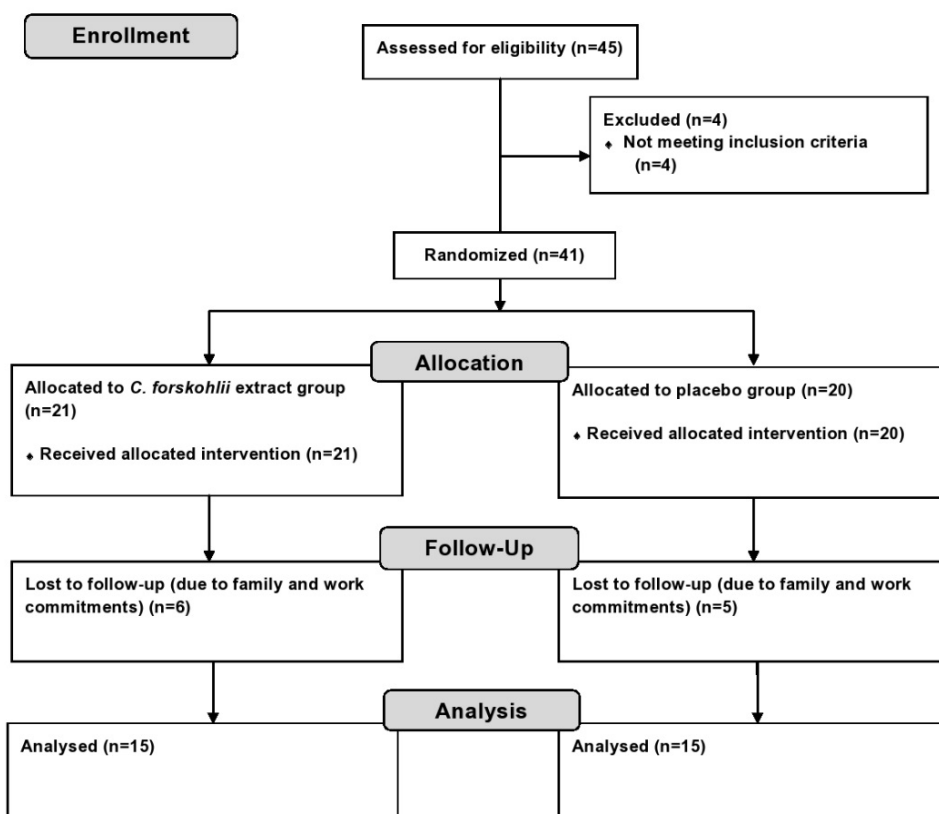 Enrollment
Assessed for eligibility (n=45)
Excluded (n=4)
♦ Not meeting inclusion criteria
(n=4)
Randomized (n=41)
Allocation
Allocated to C. forskohlii extract group
(n=21)
♦ Received allocated intervention (n=21)
Allocated to placebo group (n=20)
♦ Received allocated intervention (n=20)
Follow-Up
Lost to follow-up (due to family and work
commitments) (n=6)
Lost to follow-up (due to family and work
commitments) (n=5)
Analysis
Analysed (n=15)
Analysed (n=15)